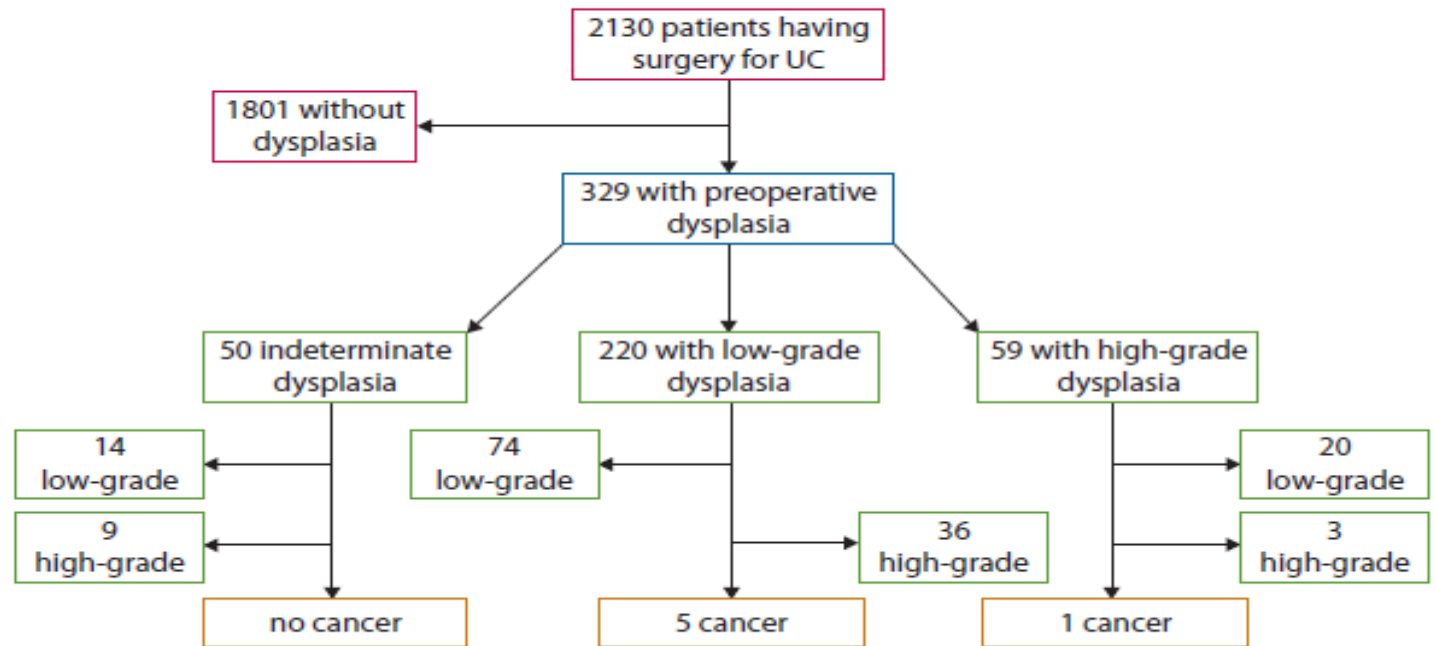 2130 patients having
surgery for UC
1801 without
dysplasia
329 with preoperative
dysplasia
50 indeterminate
dysplasia
220 with low-grade
dysplasia
59 with high-grade
dysplasia
14
low-grade
74
low-grade
20
low-grade
9
high-grade
36
high-grade
3
high-grade
no cancer
5 cancer
1 cancer